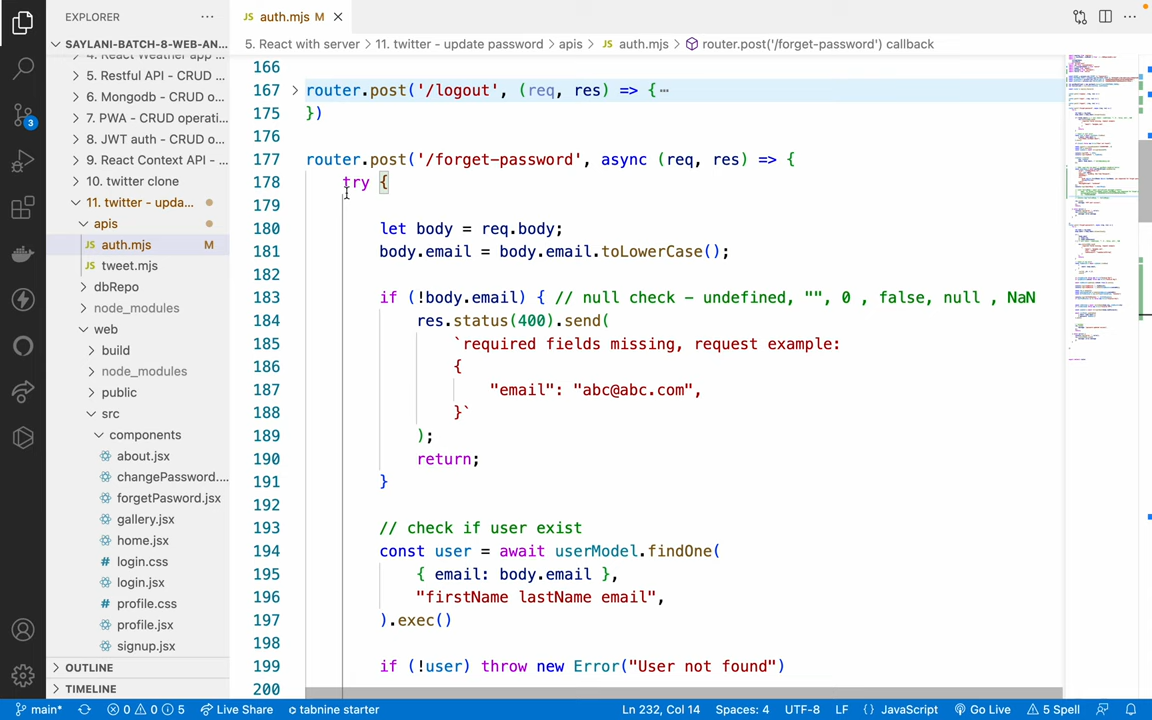 EXPLORER
SAYLANI-BATCH-8-WEB-AN...
4. React Weather app ...
5. Restful API - CRUD ...
6. Mongodb - CRUD o...
7. PWA - CRUD operati...
8. JWT auth - CRUD o...
9. React Context API - ...
10. twitter clone
11. twitter - upda...
apis
auth.mjs M
tweet.mjs
dbRepo
node_modules
web
build
node_modules
public
src
components
about.jsx
changePassword....
forgetPasword.jsx
gallery.jsx
home.jsx
login.css
login.jsx
profile.css
profile.jsx
signup.jsx
OUTLINE
TIMELINE
3
auth.mjs M
5. React with server > 11. twitter - update password > apis > auth.mjs > router.post('/forget-password') callback
166
167 router.post('/logout', (req, res) => {…
175 })
176
177 router.post('/forget-password', async (req, res) => {
178 try {
179
180 let body = req.body;
181 body.email = body.email.toLowerCase();
182
183 if (!body.email) { // null check - undefined, "", 0 , false, null , NaN
184 res.status(400).send(
185 `required fields missing, request example:
186 {
187 "email": "abc@abc.com",
188 }`
189 );
190 return;
191 }
192
193 // check if user exist
194 const user = await userModel.findOne(
195 { email: body.email },
196 "firstName lastName email",
197 ).exec()
198
199 if (!user) throw new Error("User not found")
200
main* 0 0 5 Live Share tabnine starter Ln 232, Col 14 Spaces: 4 UTF-8 LF {} JavaScript Go Live 5 Spell